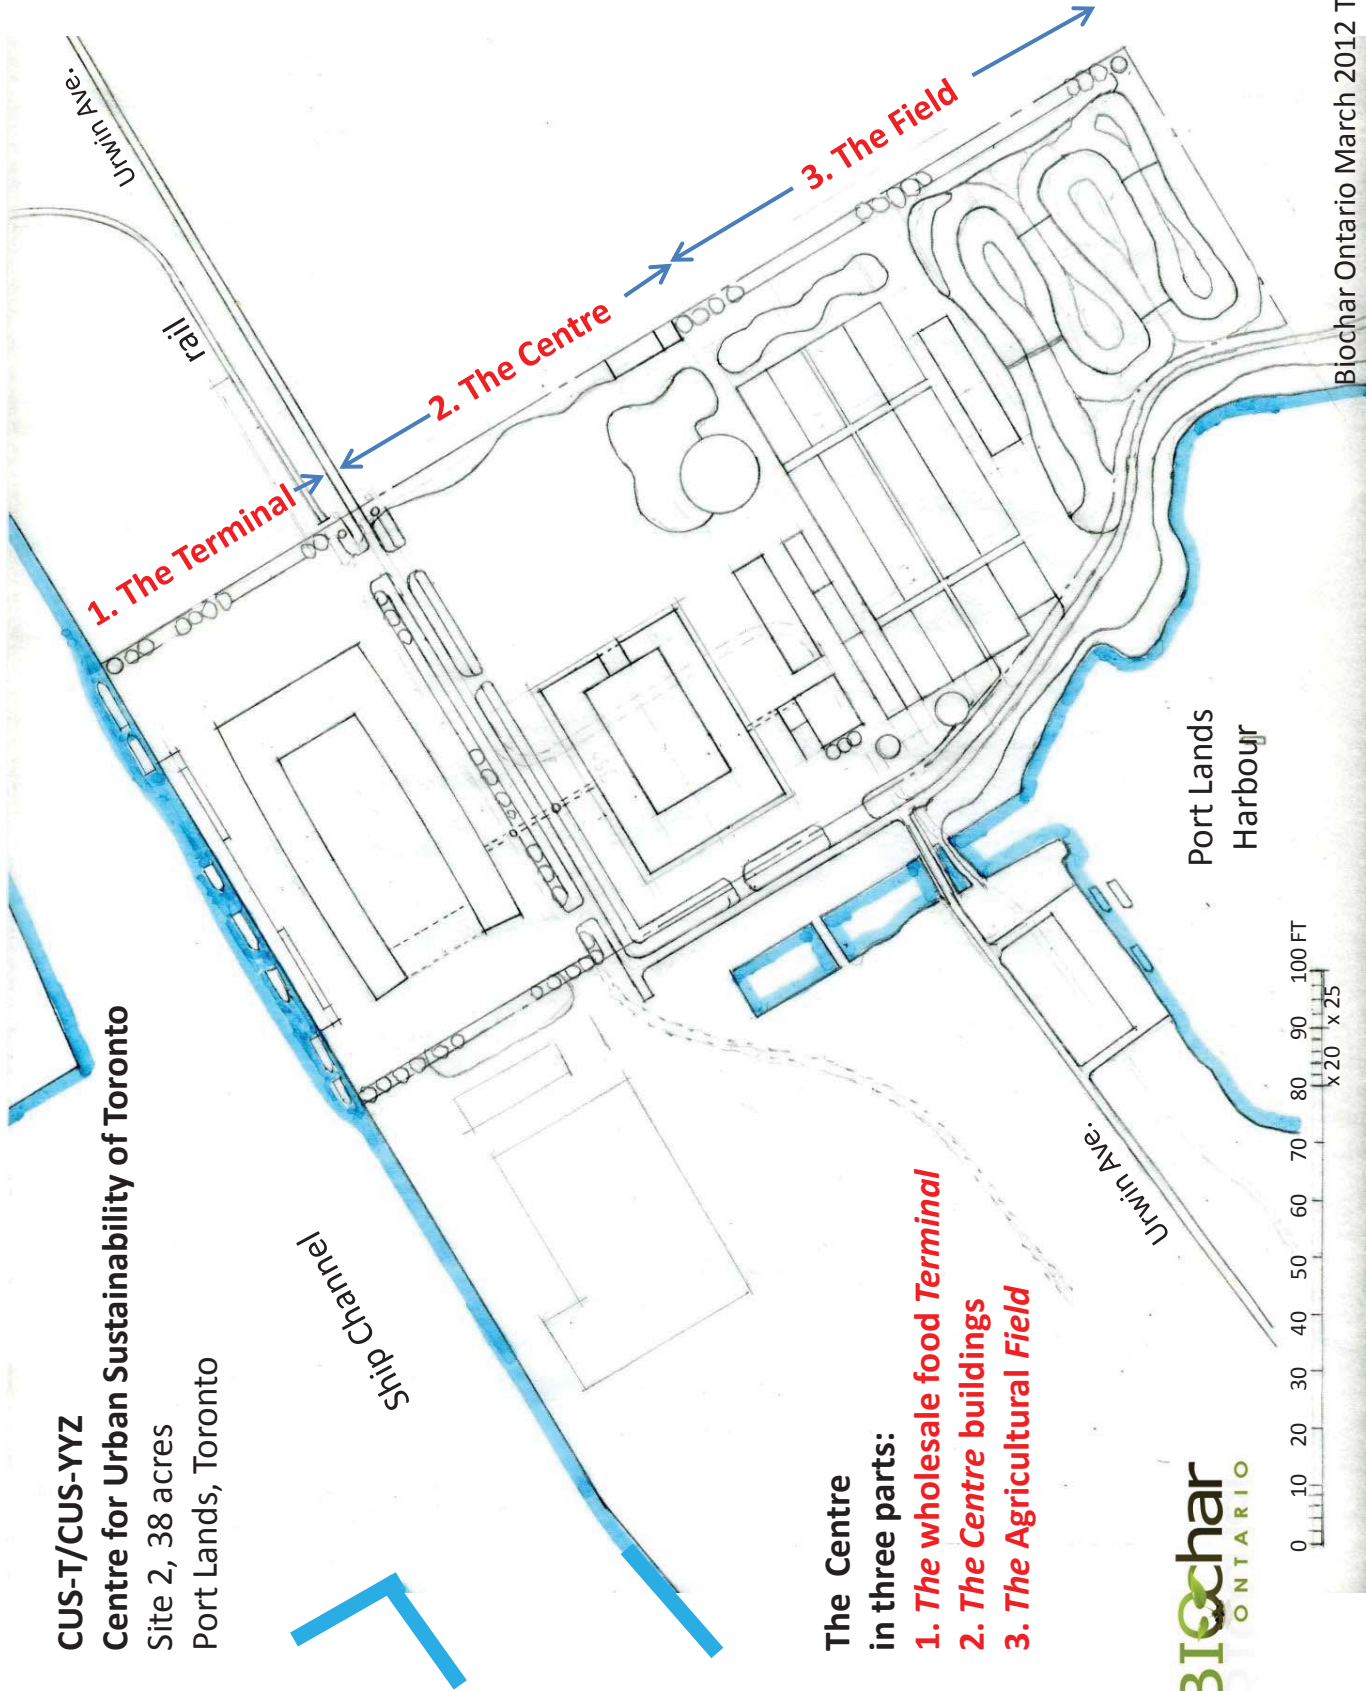 CUS-T/CUS-YYZ
Centre for Urban Sustainability of Toronto
Site 2, 38 acres
Port Lands, Toronto
Ship Channel
1. The Terminal
2. The Centre
3. The Field
rail
Urwin Ave.
The Centre
in three parts:
1. The wholesale food Terminal
2. The Centre buildings
3. The Agricultural Field
Urwin Ave.
Port Lands
Harbour
BIOchar
ONTARIO
0 10 20 30 40 50 60 70 80 90 100 FT
x 20 x 25
Biochar Ontario March 2012 T